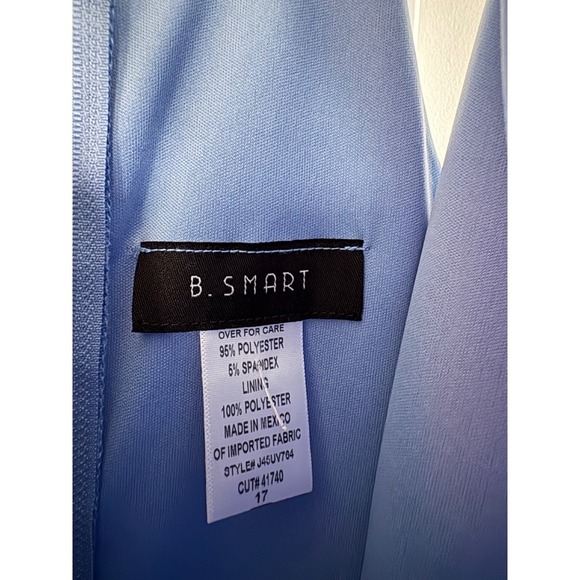 B. SMART
OVER FOR CARE
95% POLYESTER
5% SPANDEX
LINING
100% POLYESTER
MADE IN MEXICO
OF IMPORTED FABRIC
STYLE# J45UV764
CUT# 41740
17